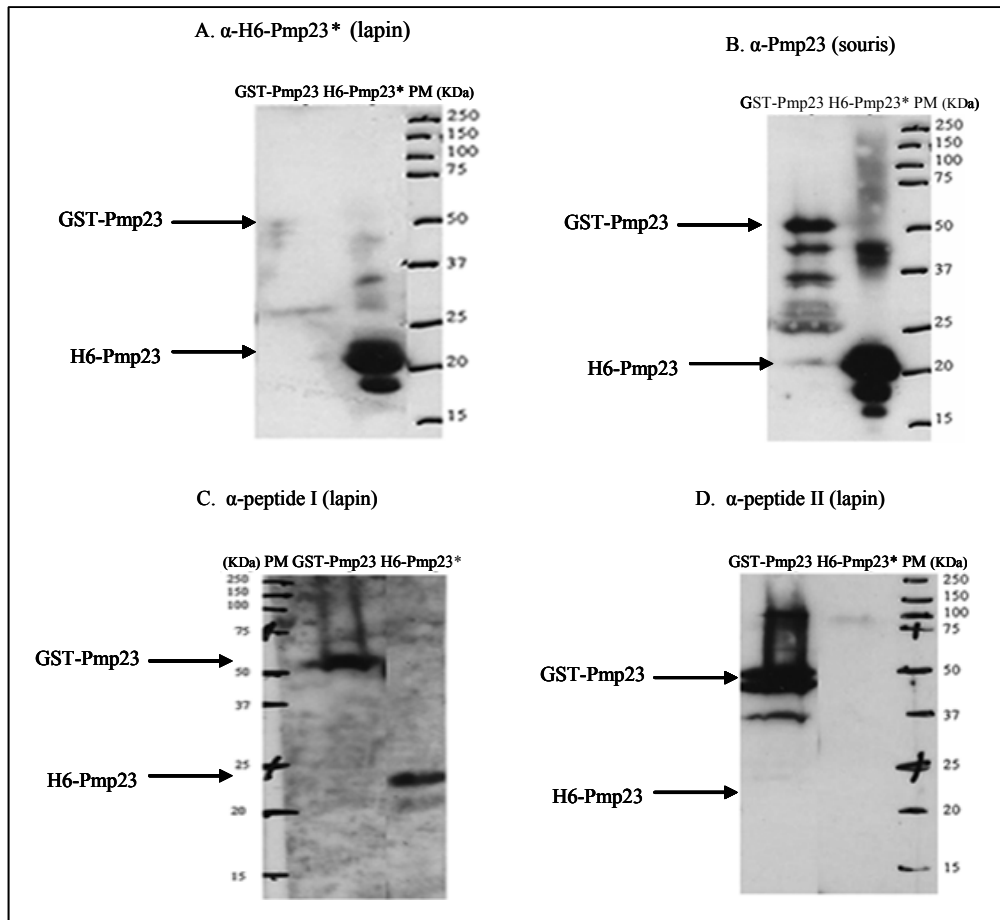 A. α-H6-Pmp23* (lapin)
GST-Pmp23 H6-Pmp23* PM (KDa)
250
150
100
75
GST-Pmp23
50
37
25
H6-Pmp23
20
15
B. α-Pmp23 (souris)
GST-Pmp23 H6-Pmp23* PM (KDa)
250
150
100
75
GST-Pmp23
50
37
25
H6-Pmp23
20
15
C. α-peptide I (lapin)
(KDa) PM GST-Pmp23 H6-Pmp23*
250
150
100
75
GST-Pmp23
50
37
25
H6-Pmp23
20
15
D. α-peptide II (lapin)
GST-Pmp23 H6-Pmp23* PM (KDa)
250
150
100
75
GST-Pmp23
50
37
25
H6-Pmp23
20
15